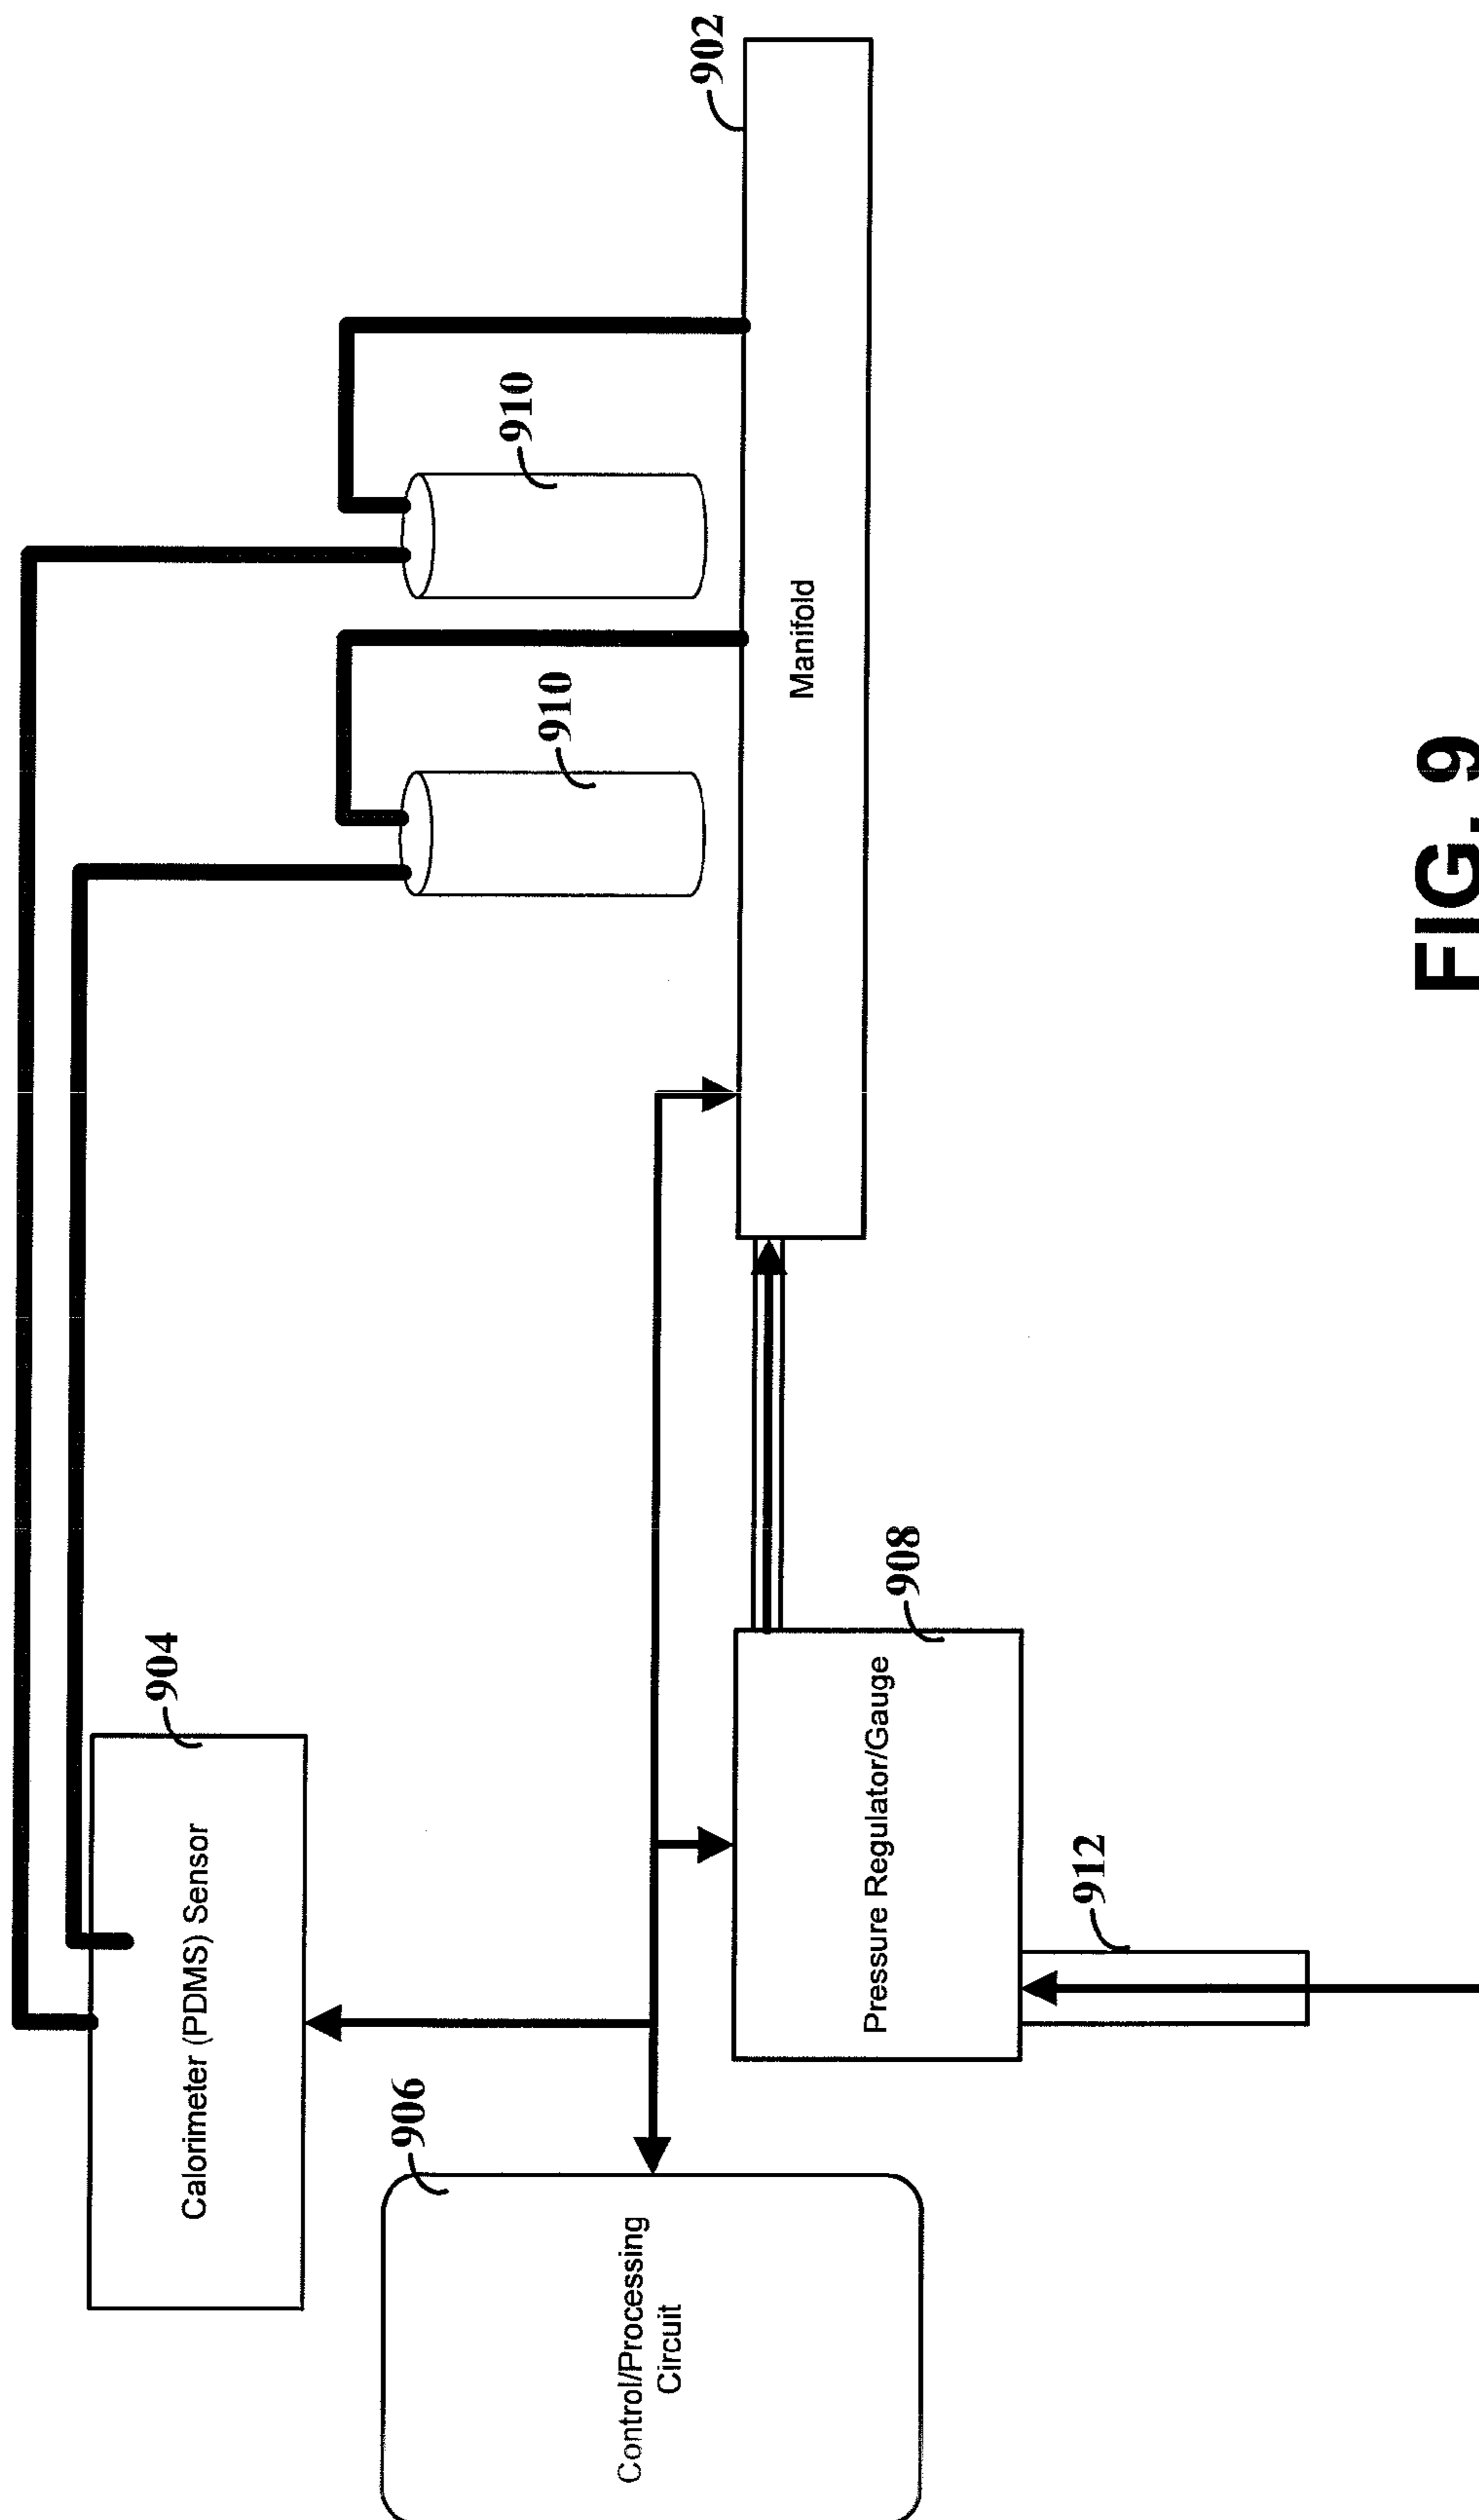 904
Calorimeter (PDMS) Sensor
902
910
910
906
Control/Processing
Circuit
Manifold
908
Pressure Regulator/Gauge
912
FIG. 9